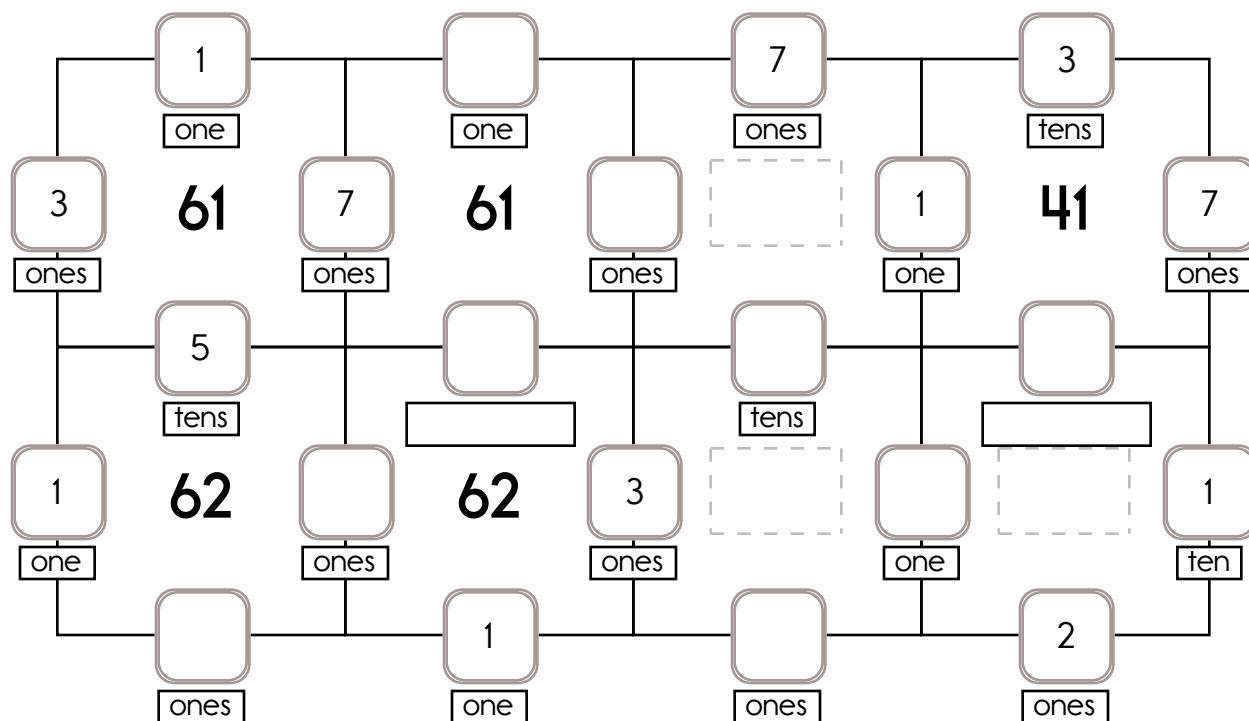 1 7 3
one one ones tens
3 61 7 61 1 41 7
ones ones ones one ones
5
tens tens
1 62 62 3 1
one ones ones one ten
1 2
ones one ones ones